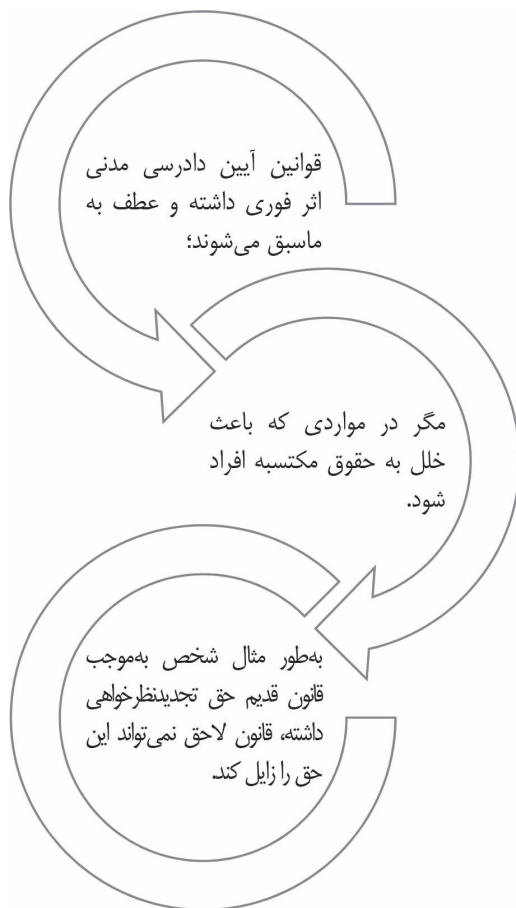 قوانین آیین دادرسی مدنی
اثر فوری داشته و عطف به
ماسبق می‌شوند؛
مگر در مواردی که باعث
خلل به حقوق مکتسبه افراد
شود.
به‌طور مثال شخص به‌موجب
قانون قدیم حق تجدیدنظرخواهی
داشته، قانون لاحق نمی‌تواند این
حق را زایل کند.